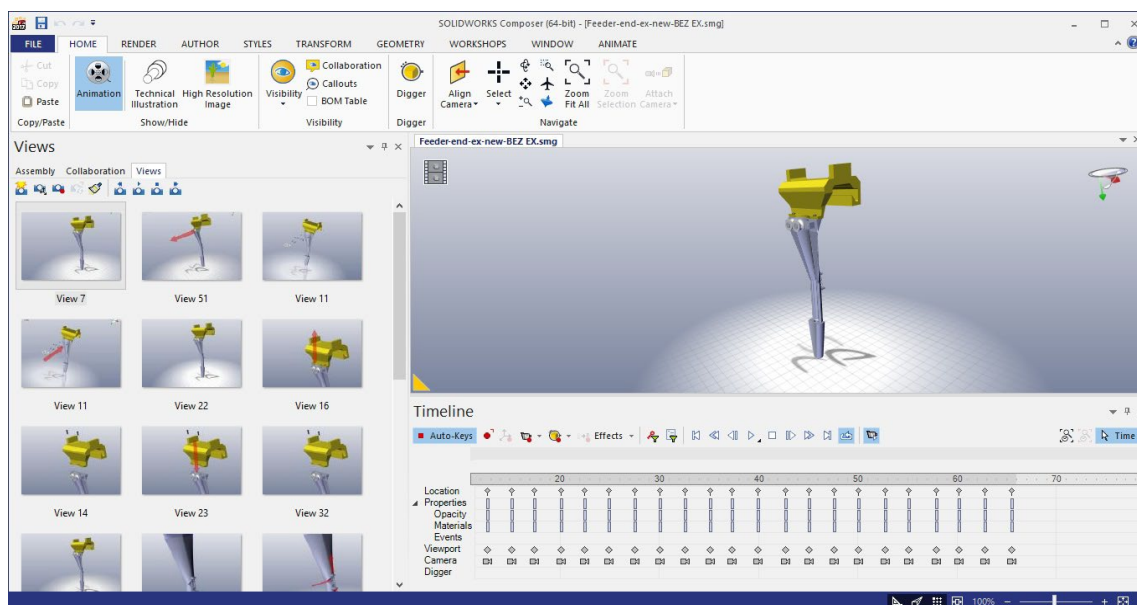 SOLIDWORKS Composer (64-bit) - [Feeder-end-ex-new-BEZ EX.smg]
FILE HOME RENDER AUTHOR STYLES TRANSFORM GEOMETRY WORKSHOPS WINDOW ANIMATE
Cut
Copy
Paste
Animation
Technical Illustration
High Resolution Image
Visibility
Collaboration
Callouts
BOM Table
Digger
Align Camera
Select
Zoom Fit All
Zoom Selection
Attach Camera
Copy/Paste Show/Hide Visibility Digger Navigate
Views
Assembly Collaboration Views
View 7 View 51 View 11
View 11 View 22 View 16
View 14 View 23 View 32
Feeder-end-ex-new-BEZ EX.smg
Timeline
Auto-Keys Effects Time
20 30 40 50 60 70
Location
Properties
Opacity
Materials
Events
Viewport
Camera
Digger
100%